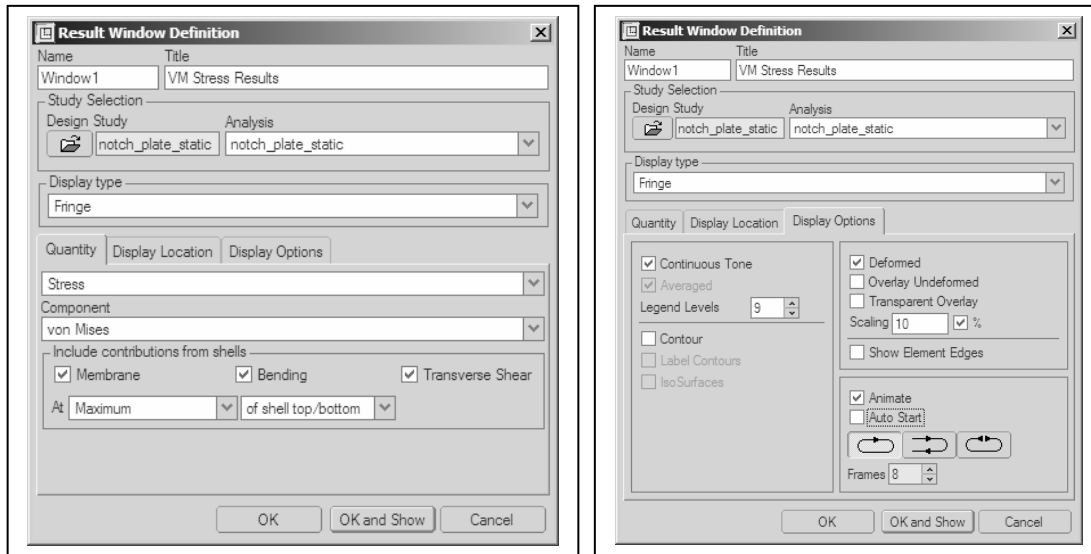 Result Window Definition
Name Title
Window1 VM Stress Results
Study Selection
Design Study Analysis
notch_plate_static notch_plate_static
Display type
Fringe
Quantity Display Location Display Options
Stress
Component
von Mises
Include contributions from shells
Membrane Bending Transverse Shear
At Maximum of shell top/bottom
OK OK and Show Cancel
Result Window Definition
Name Title
Window1 VM Stress Results
Study Selection
Design Study Analysis
notch_plate_static notch_plate_static
Display type
Fringe
Quantity Display Location Display Options
Continuous Tone
Averaged
Legend Levels 9
Contour
Label Contours
IsoSurfaces
Deformed
Overlay Undeformed
Transparent Overlay
Scaling 10 %
Show Element Edges
Animate
Auto Start
Frames 8
OK OK and Show Cancel